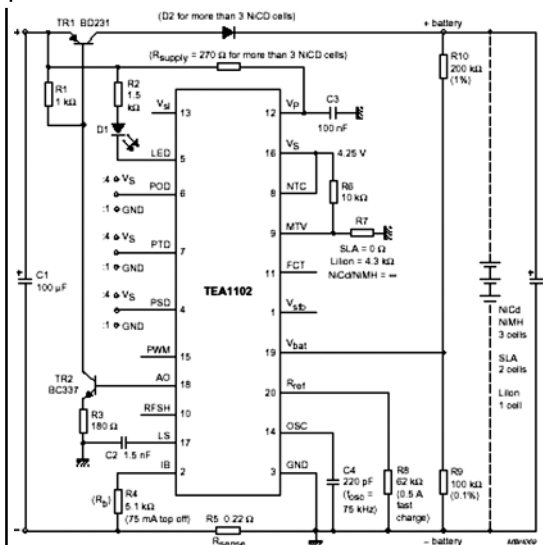 TR1 BD231
(D2 for more than 3 NiCD cells)
+ battery
(Rsupply = 270 Ω for more than 3 NiCD cells)
R10
200 kΩ
(1%)
R1
1 kΩ
R2
1.5
kΩ
D1
Vsl
13
12
VP
C3
100 nF
LED
5
16
VS
4.25 V
:4 VS
POD
6
:1 GND
8
NTC
R6
10 kΩ
9
MTV
R7
SLA = 0 Ω
LiIon = 4.3 kΩ
NiCd/NiMH = ∞
:4 VS
PTD
7
:1 GND
11
FCT
C1
100 μF
TEA1102
:4 VS
PSD
4
:1 GND
1
Vstb
NiCd
NiMH
3 cells
SLA
2 cells
LiIon
1 cell
PWM
15
19
Vbat
TR2
BC337
AO
18
20
Rref
RFSH
10
R3
180 Ω
LS
17
C2 1.5 nF
14
OSC
IB
2
3
GND
C4
220 pF
(fosc =
75 kHz)
R8
62 kΩ
(0.5 A
fast
charge)
R9
100 kΩ
(0.1%)
(Rb)
R4
5.1 kΩ
(75 mA top off)
R5 0.22 Ω
Rsense
− battery